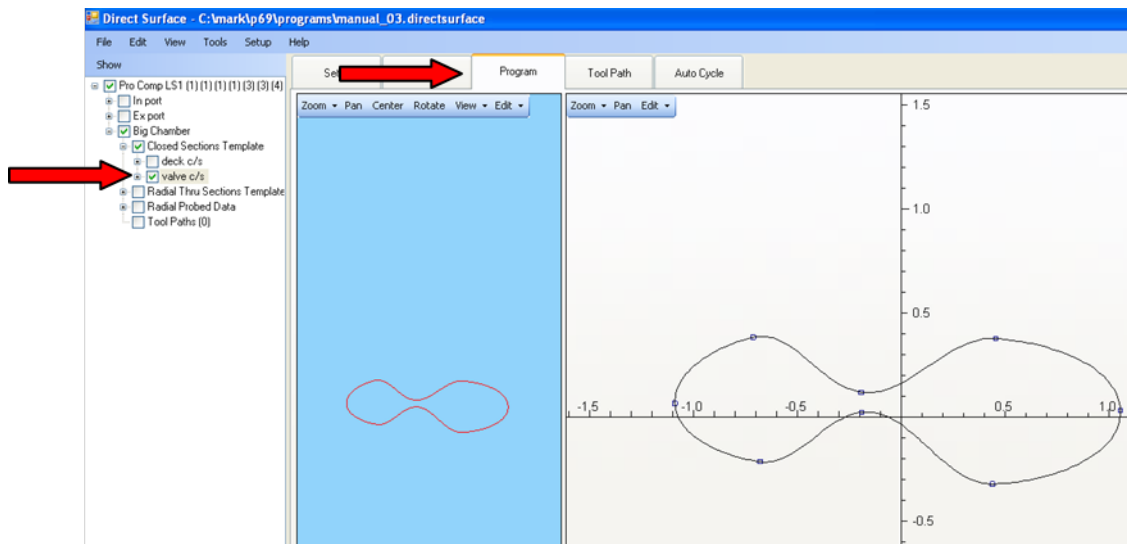 Direct Surface - C:\mark\p69\programs\manual_03.directsurface
File Edit View Tools Setup Help
Show
Program Tool Path Auto Cycle
Pro Comp LS1 (1) (1) (1) (1) (3) (3) (4)
In port
Ex port
Big Chamber
Closed Sections Template
deck c/s
valve c/s
Radial Thru Sections Template
Radial Probed Data
Tool Paths (0)
Zoom Pan Center Rotate View Edit
Zoom Pan Edit
1.5
1.0
0.5
-1.5 -1.0 -0.5 0.5 1.0
-0.5